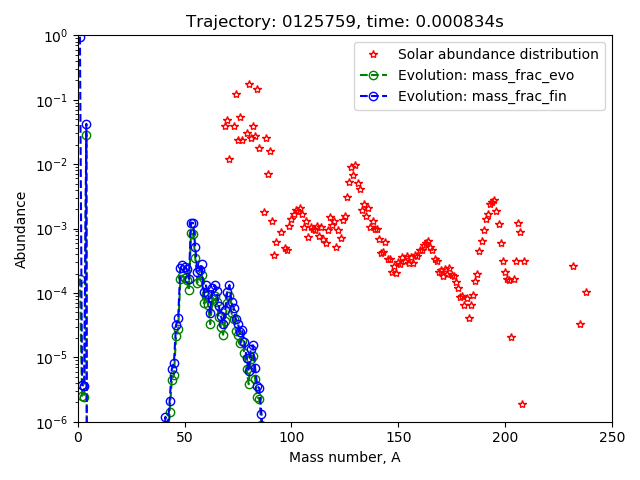 Trajectory: 0125759, time: 0.000834s
Solar abundance distribution
Evolution: mass_frac_evo
Evolution: mass_frac_fin
Abundance
10⁰
10⁻¹
10⁻²
10⁻³
10⁻⁴
10⁻⁵
10⁻⁶
0 50 100 150 200 250
Mass number, A